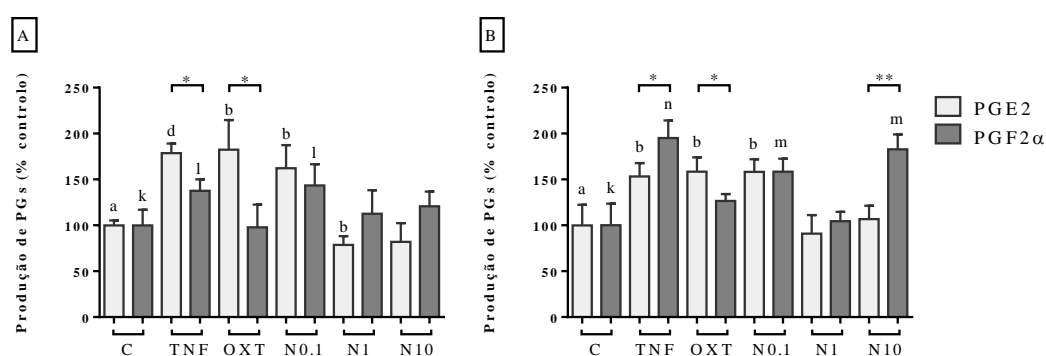 A
B
Produção de PGs (% controlo)
250
200
150
100
50
0
a
k
d
l
*
b
*
b
l
b
C
TNF
OXT
N0.1
N1
N10
Produção de PGs (% controlo)
250
200
150
100
50
0
a
k
b
n
*
b
*
b
m
m
**
C
TNF
OXT
N0.1
N1
N10
PGE2
PGF2α